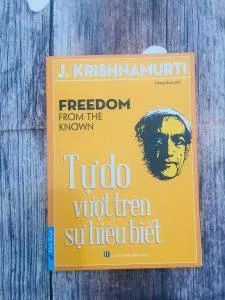 J. KRISHNAMURTI
FREEDOM
FROM THE
KNOWN
Tự do
vượt trên
sự hiểu biết